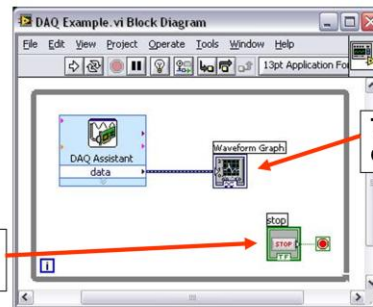 DAQ Example.vi Block Diagram
File Edit View Project Operate Tools Window Help
13pt Application Fo
DAQ Assistant
data
Waveform Graph
stop
STOP
TF
i